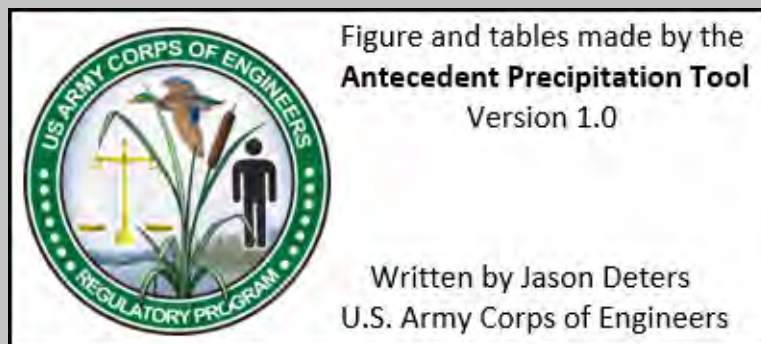 US ARMY CORPS OF ENGINEERS
REGULATORY PROGRAM
Figure and tables made by the
Antecedent Precipitation Tool
Version 1.0
Written by Jason Deters
U.S. Army Corps of Engineers